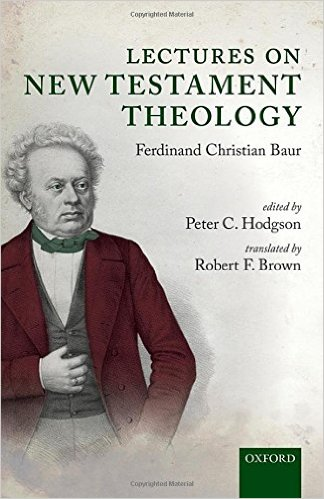 LECTURES ON
NEW TESTAMENT
THEOLOGY
Ferdinand Christian Baur
edited by
Peter C. Hodgson
translated by
Robert F. Brown
OXFORD